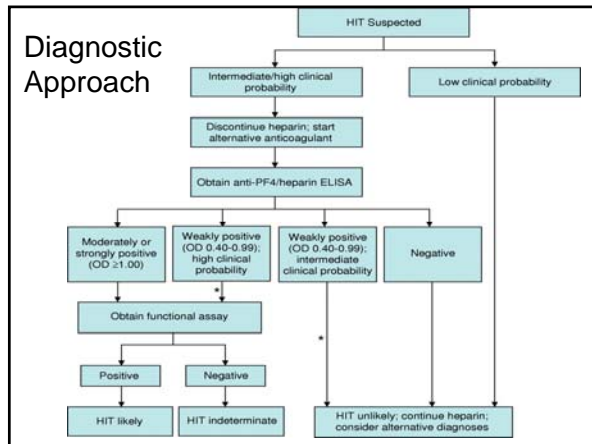 Diagnostic
Approach
HIT Suspected
Intermediate/high clinical
probability
Low clinical probability
Discontinue heparin; start
alternative anticoagulant
Obtain anti-PF4/heparin ELISA
Moderately or
strongly positive
(OD ≥1.00)
Weakly positive
(OD 0.40-0.99);
high clinical
probability
Weakly positive
(OD 0.40-0.99);
intermediate
clinical probability
Negative
*
*
Obtain functional assay
Positive
Negative
HIT likely
HIT indeterminate
HIT unlikely; continue heparin;
consider alternative diagnoses